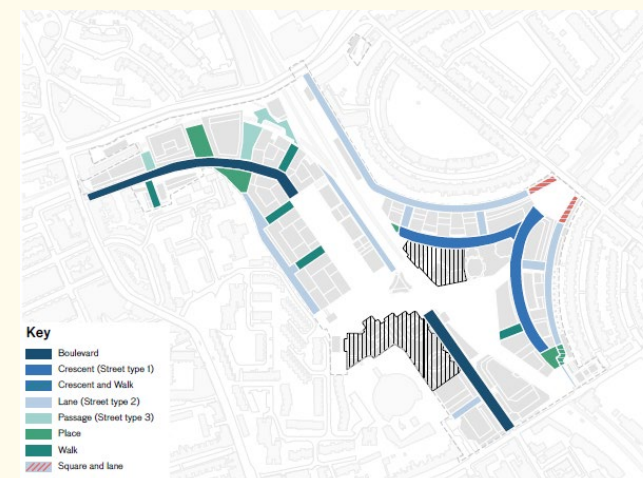 Key
Boulevard
Crescent (Street type 1)
Crescent and Walk
Lane (Street type 2)
Passage (Street type 3)
Place
Walk
Square and lane